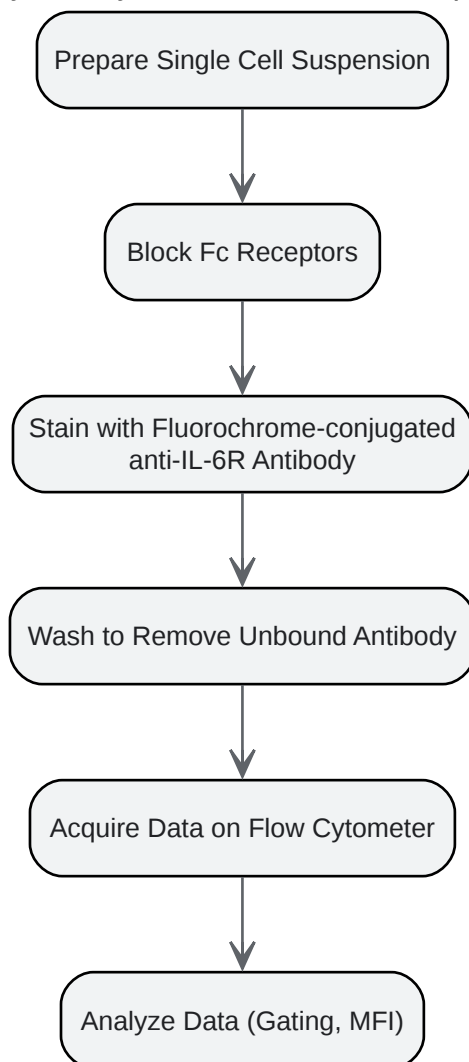 Prepare Single Cell Suspension
Block Fc Receptors
Stain with Fluorochrome-conjugated
anti-IL-6R Antibody
Wash to Remove Unbound Antibody
Acquire Data on Flow Cytometer
Analyze Data (Gating, MFI)